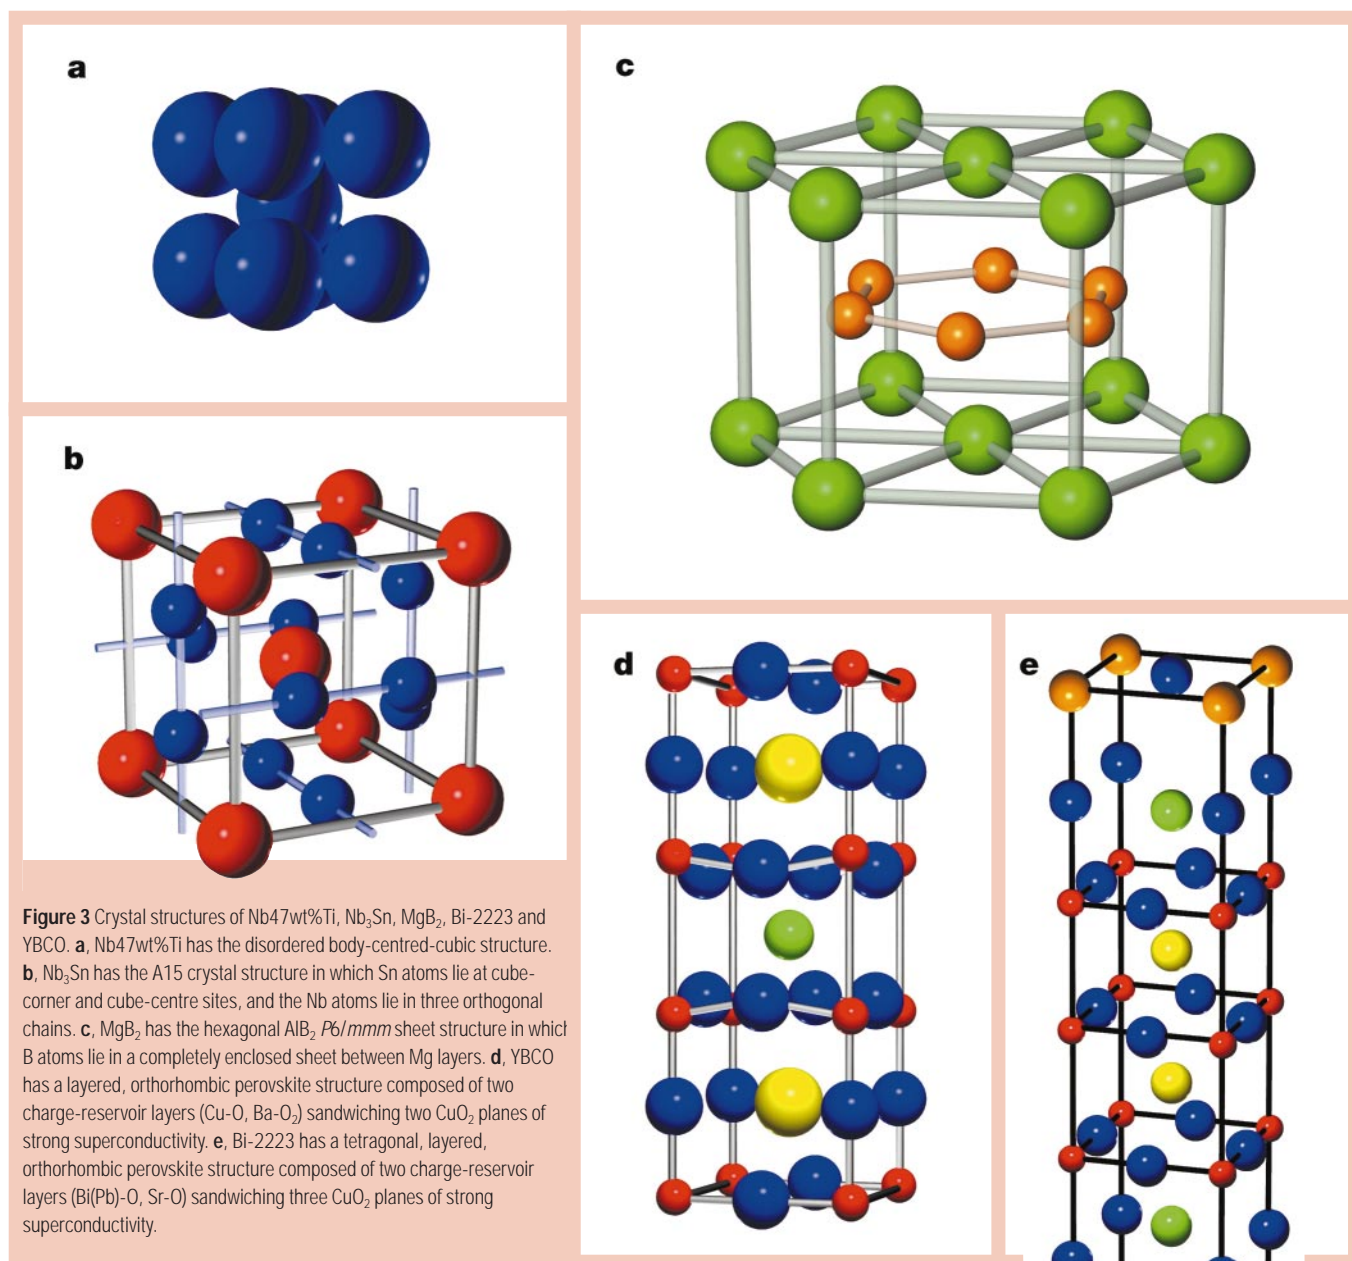 a
c
b
d
e
Figure 3 Crystal structures of Nb47wt%Ti, Nb₃Sn, MgB₂, Bi-2223 and
YBCO. a, Nb47wt%Ti has the disordered body-centred-cubic structure.
b, Nb₃Sn has the A15 crystal structure in which Sn atoms lie at cube-
corner and cube-centre sites, and the Nb atoms lie in three orthogonal
chains. c, MgB₂ has the hexagonal AlB₂ P6/mmm sheet structure in which
B atoms lie in a completely enclosed sheet between Mg layers. d, YBCO
has a layered, orthorhombic perovskite structure composed of two
charge-reservoir layers (Cu-O, Ba-O₂) sandwiching two CuO₂ planes of
strong superconductivity. e, Bi-2223 has a tetragonal, layered,
orthorhombic perovskite structure composed of two charge-reservoir
layers (Bi(Pb)-O, Sr-O) sandwiching three CuO₂ planes of strong
superconductivity.